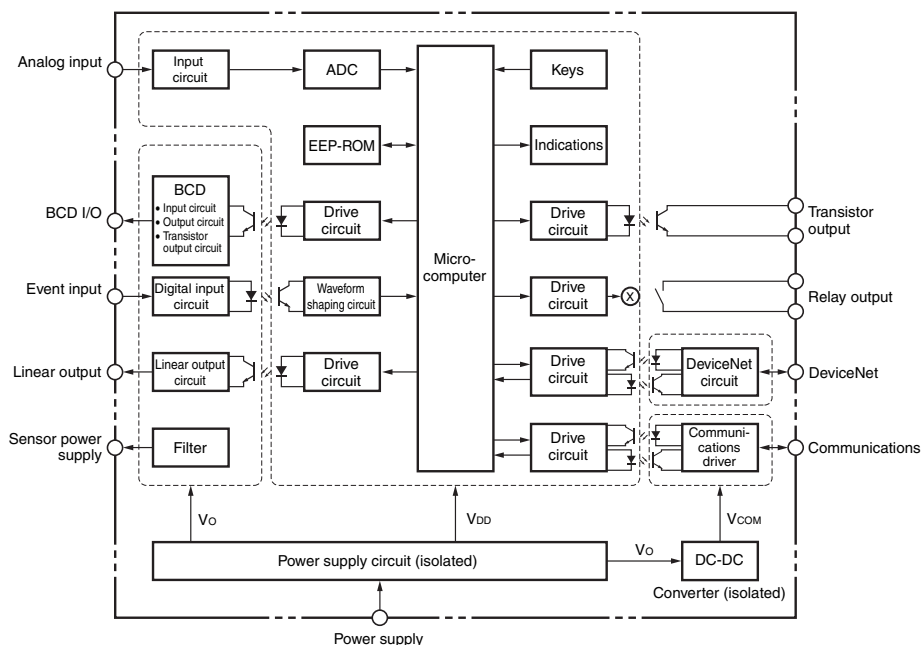 Analog input
Input
circuit
ADC
Keys
EEP-ROM
Indications
BCD I/O
BCD
• Input circuit
• Output circuit
• Transistor
output circuit
Drive
circuit
Micro-
computer
Drive
circuit
Transistor
output
Event input
Digital input
circuit
Waveform
shaping circuit
Drive
circuit
X
Relay output
Linear output
Linear output
circuit
Drive
circuit
Drive
circuit
DeviceNet
circuit
DeviceNet
Sensor power
supply
Filter
Drive
circuit
Communi-
cations
driver
Communications
VO
VDD
VCOM
Power supply circuit (isolated)
VO
DC-DC
Converter (isolated)
Power supply